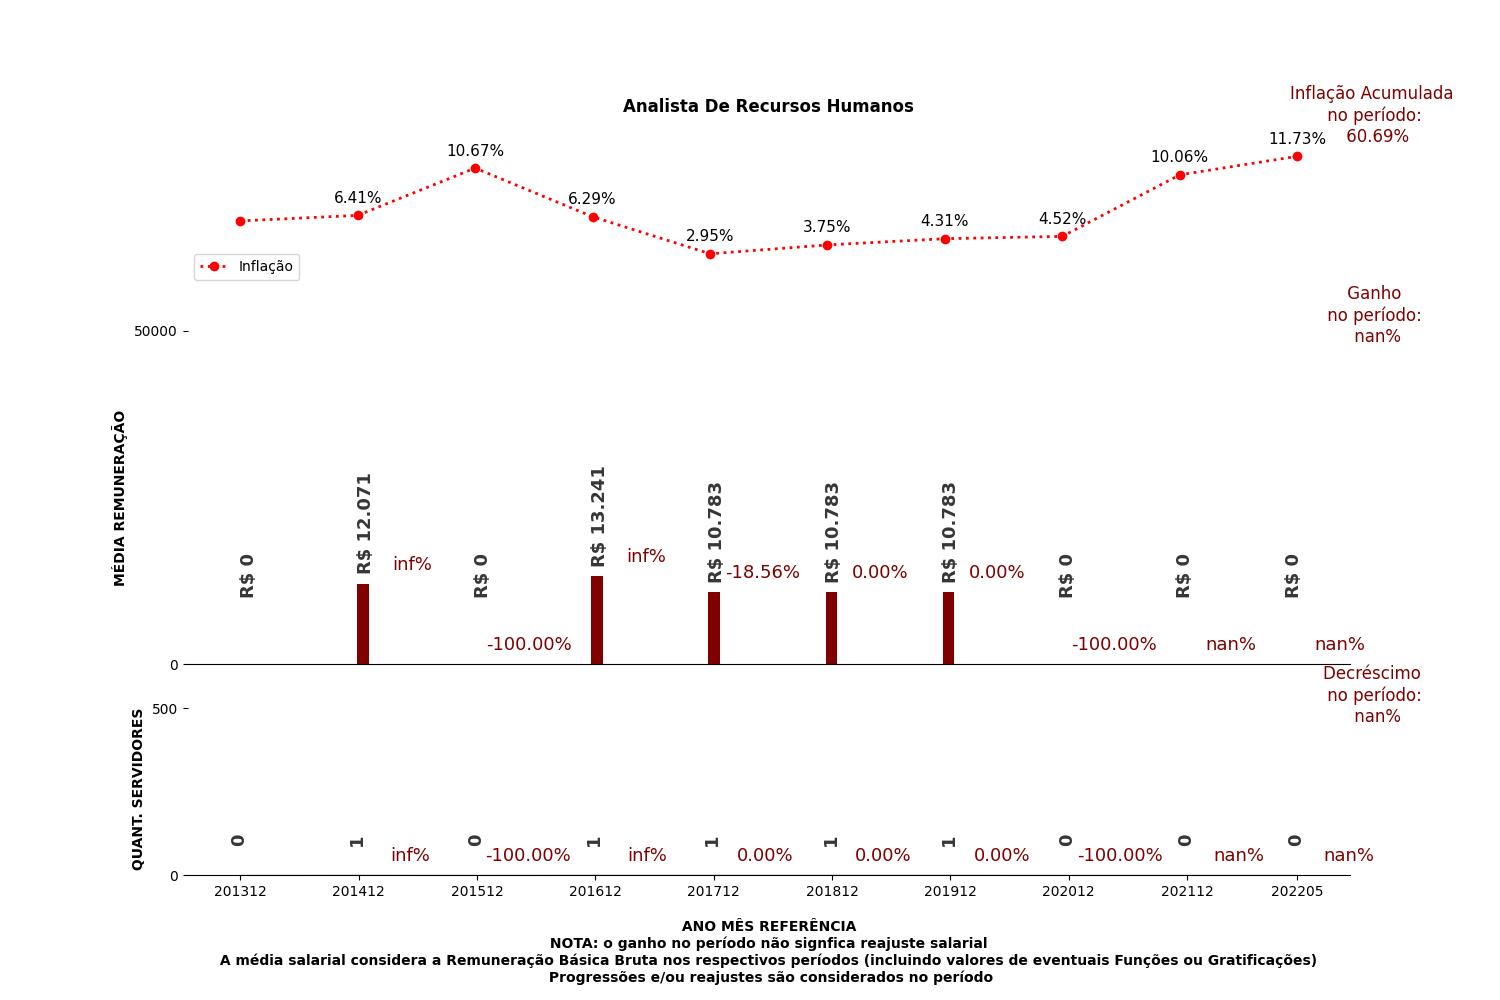 Analista De Recursos Humanos
Inflação Acumulada
no período:
60.69%
6.41%
10.67%
6.29%
2.95%
3.75%
4.31%
4.52%
10.06%
11.73%
Inflação
Ganho
no período:
nan%
50000
0
MÉDIA REMUNERAÇÃO
R$ 0
R$ 12.071
inf%
R$ 0
-100.00%
R$ 13.241
inf%
R$ 10.783
-18.56%
R$ 10.783
0.00%
R$ 10.783
0.00%
R$ 0
-100.00%
R$ 0
nan%
R$ 0
nan%
Decréscimo
no período:
nan%
500
0
QUANT. SERVIDORES
0
1
inf%
0
-100.00%
1
inf%
1
0.00%
1
0.00%
1
0.00%
0
-100.00%
0
nan%
0
nan%
201312
201412
201512
201612
201712
201812
201912
202012
202112
202205
ANO MÊS REFERÊNCIA
NOTA: o ganho no período não signfica reajuste salarial
A média salarial considera a Remuneração Básica Bruta nos respectivos períodos (incluindo valores de eventuais Funções ou Gratificações)
Progressões e/ou reajustes são considerados no período